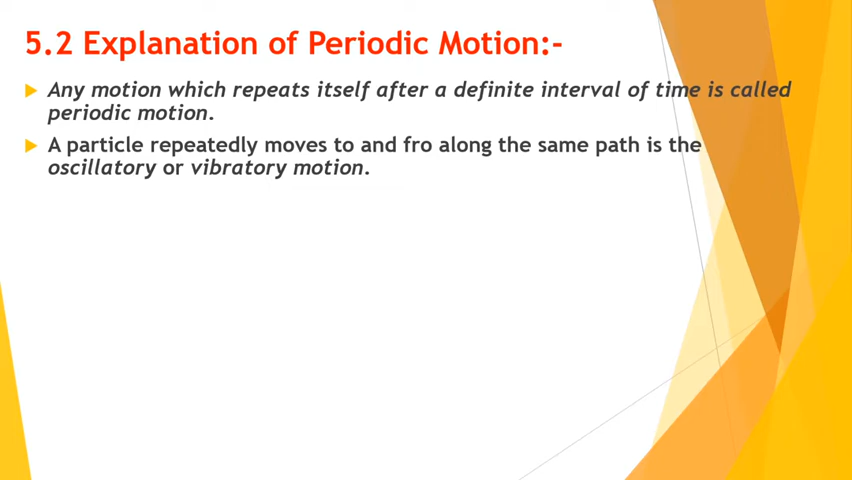 5.2 Explanation of Periodic Motion:-
Any motion which repeats itself after a definite interval of time is called
periodic motion.
A particle repeatedly moves to and fro along the same path is the
oscillatory or vibratory motion.